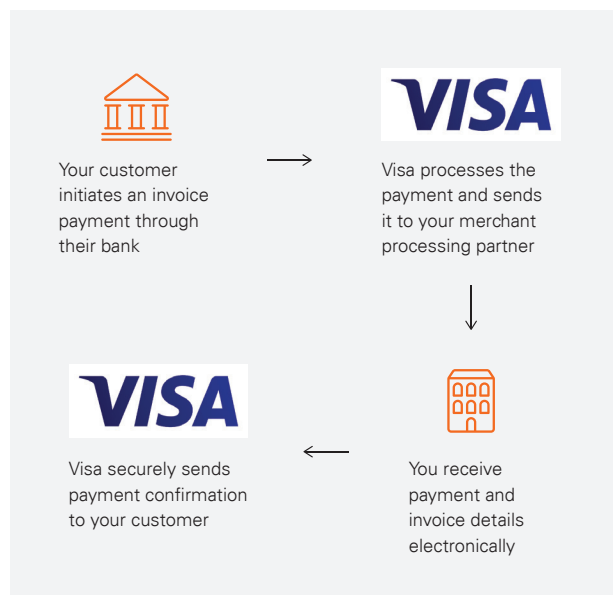 Your customer
initiates an invoice
payment through
their bank
VISA
Visa processes the
payment and sends
it to your merchant
processing partner
You receive
payment and
invoice details
electronically
VISA
Visa securely sends
payment confirmation
to your customer